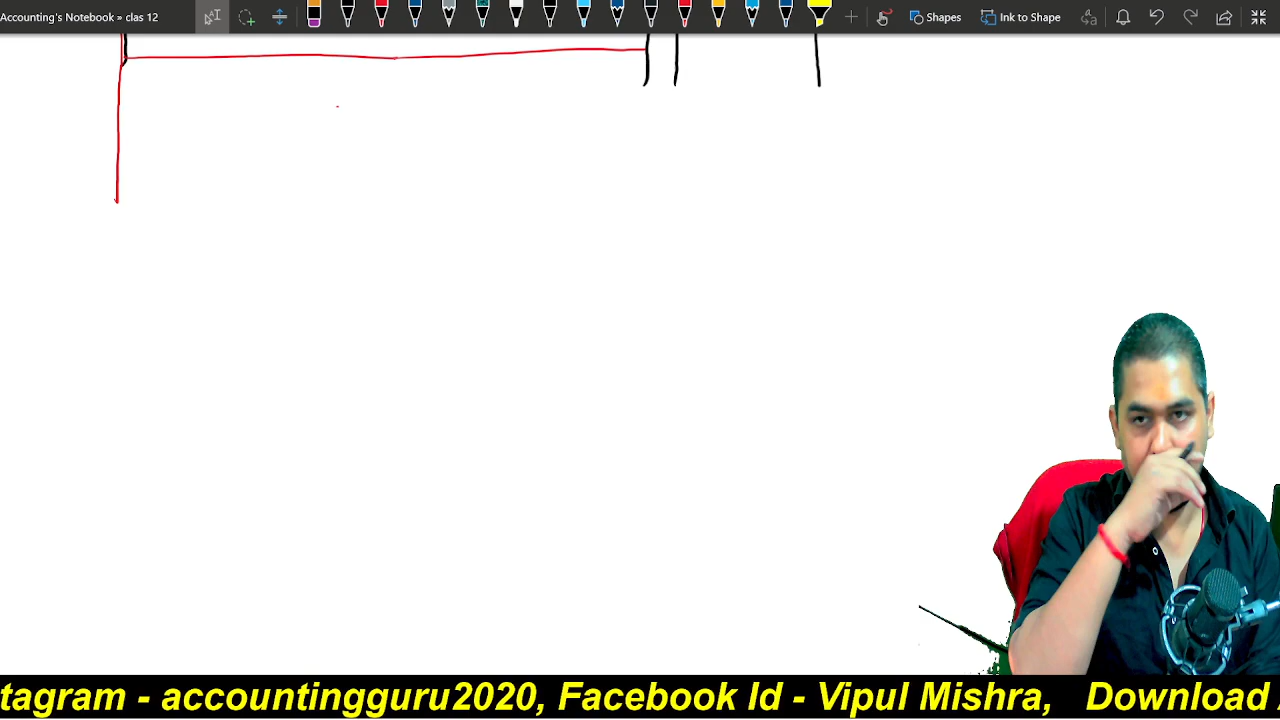 Accounting's Notebook » clas 12
Shapes
Ink to Shape
tagram - accountingguru2020, Facebook Id - Vipul Mishra, Download